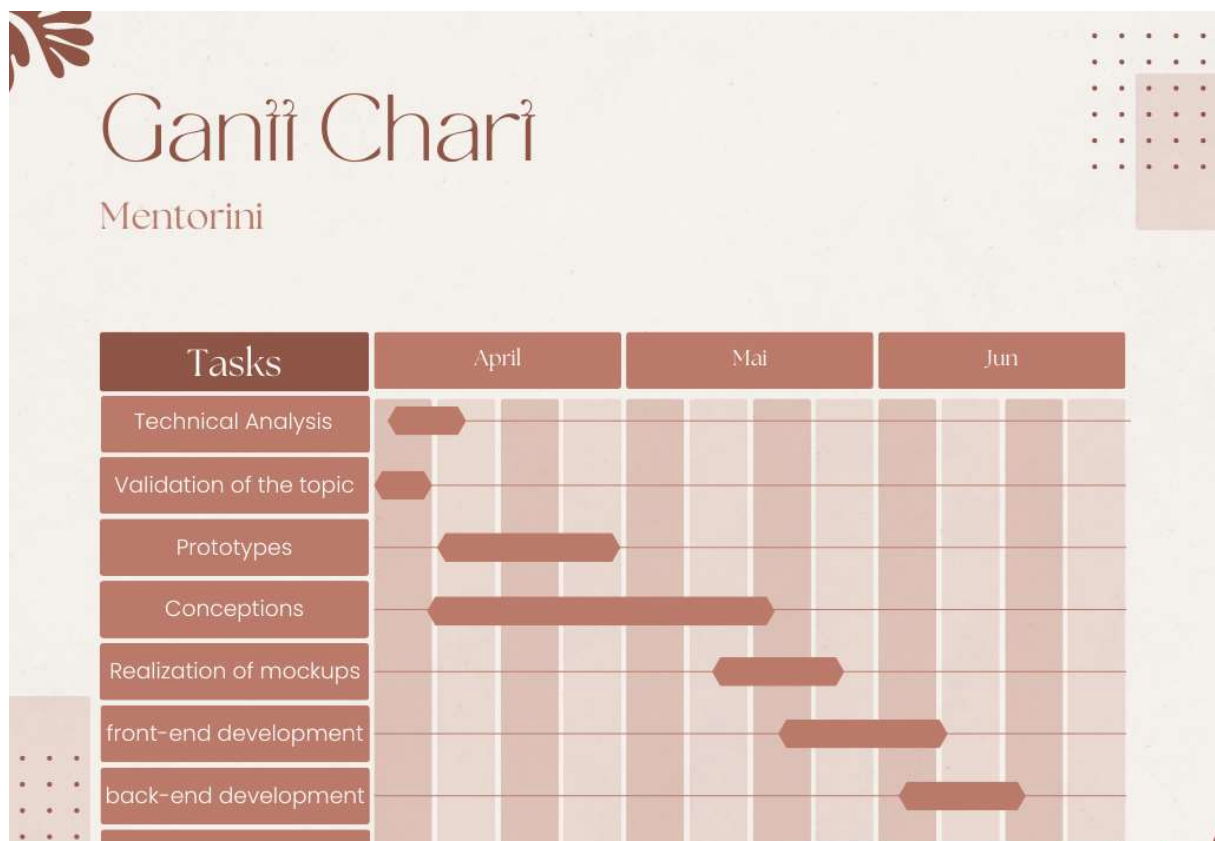 Gantt Chart
Mentorini
Tasks April Mai Jun
Technical Analysis
Validation of the topic
Prototypes
Conceptions
Realization of mockups
front-end development
back-end development